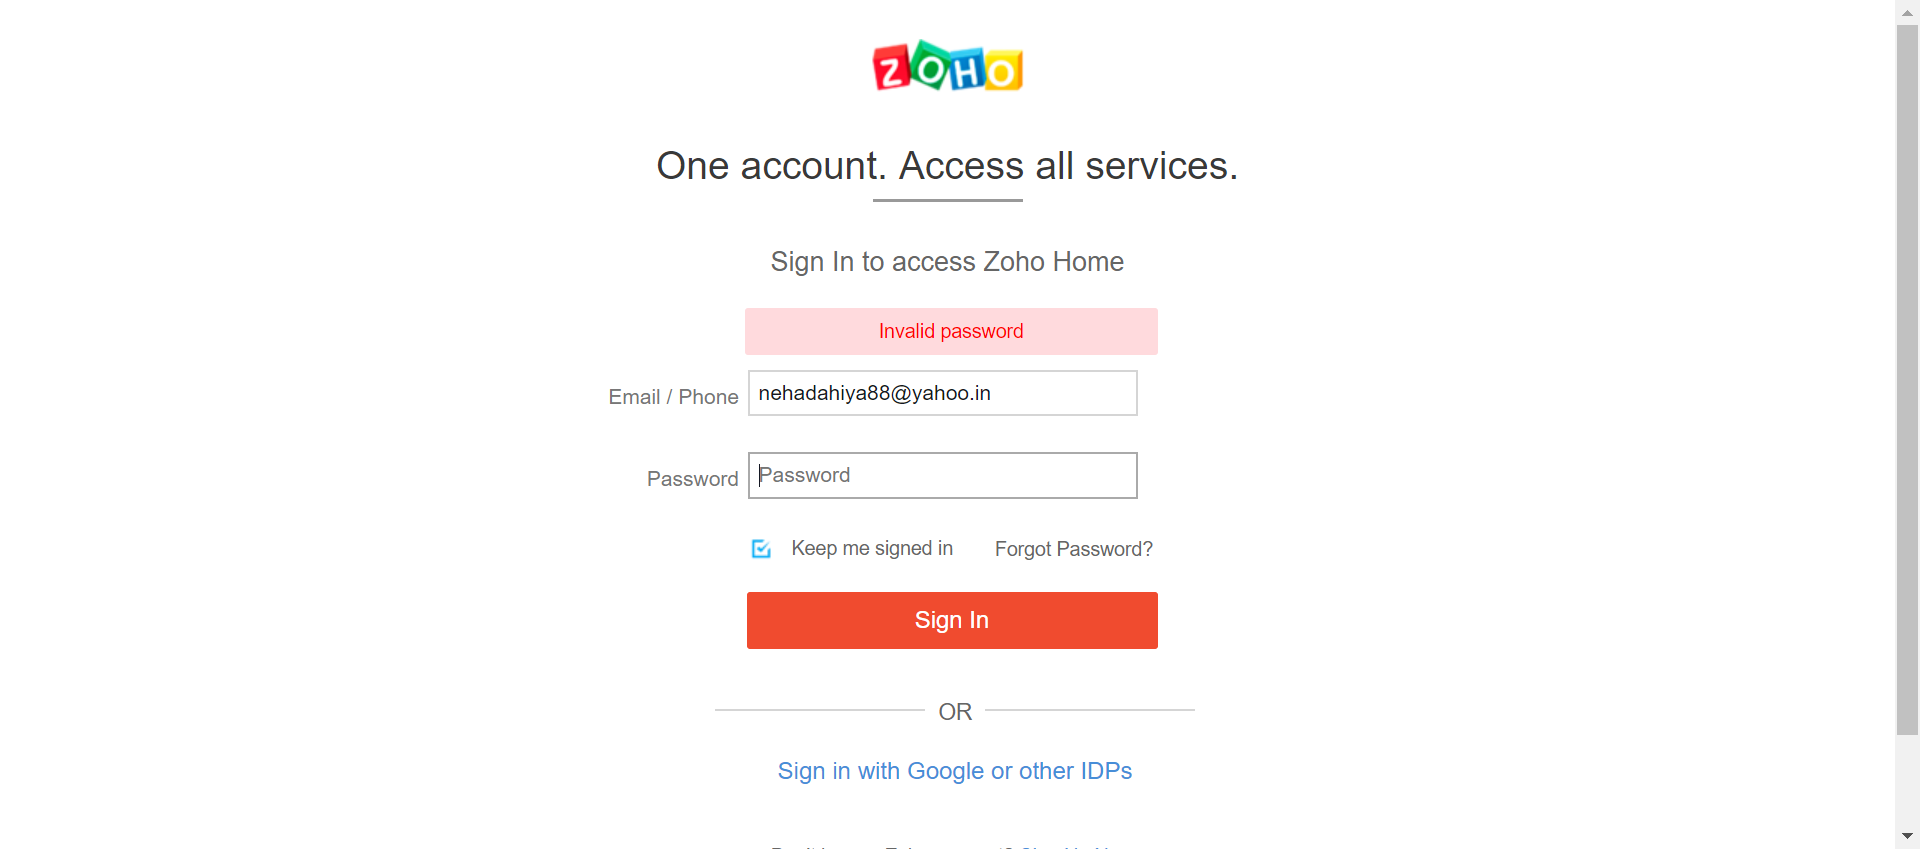 ZOHO
One account. Access all services.
Sign In to access Zoho Home
Invalid password
Email / Phone nehadahiya88@yahoo.in
Password Password
Keep me signed in Forgot Password?
Sign In
OR
Sign in with Google or other IDPs